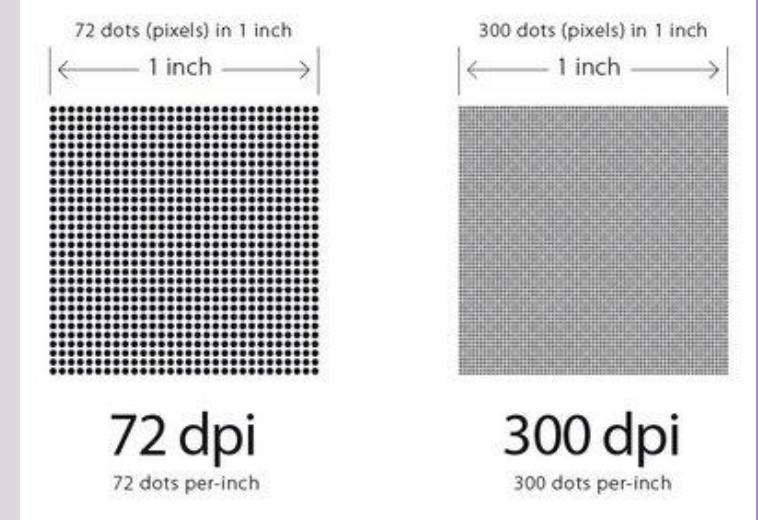 72 dots (pixels) in 1 inch
1 inch
72 dpi
72 dots per-inch
300 dots (pixels) in 1 inch
1 inch
300 dpi
300 dots per-inch